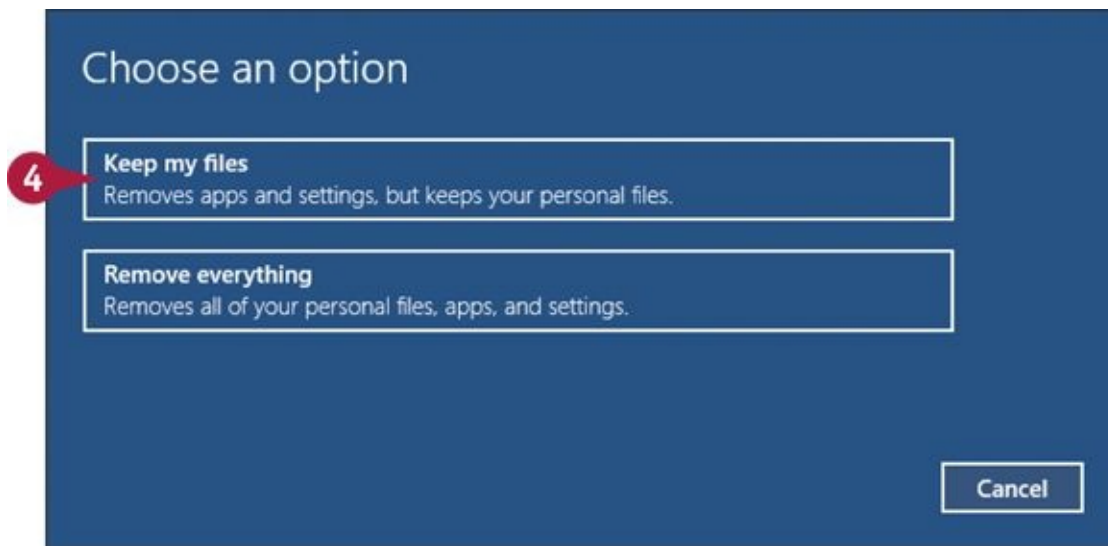 Choose an option
4
Keep my files
Removes apps and settings, but keeps your personal files.
Remove everything
Removes all of your personal files, apps, and settings.
Cancel